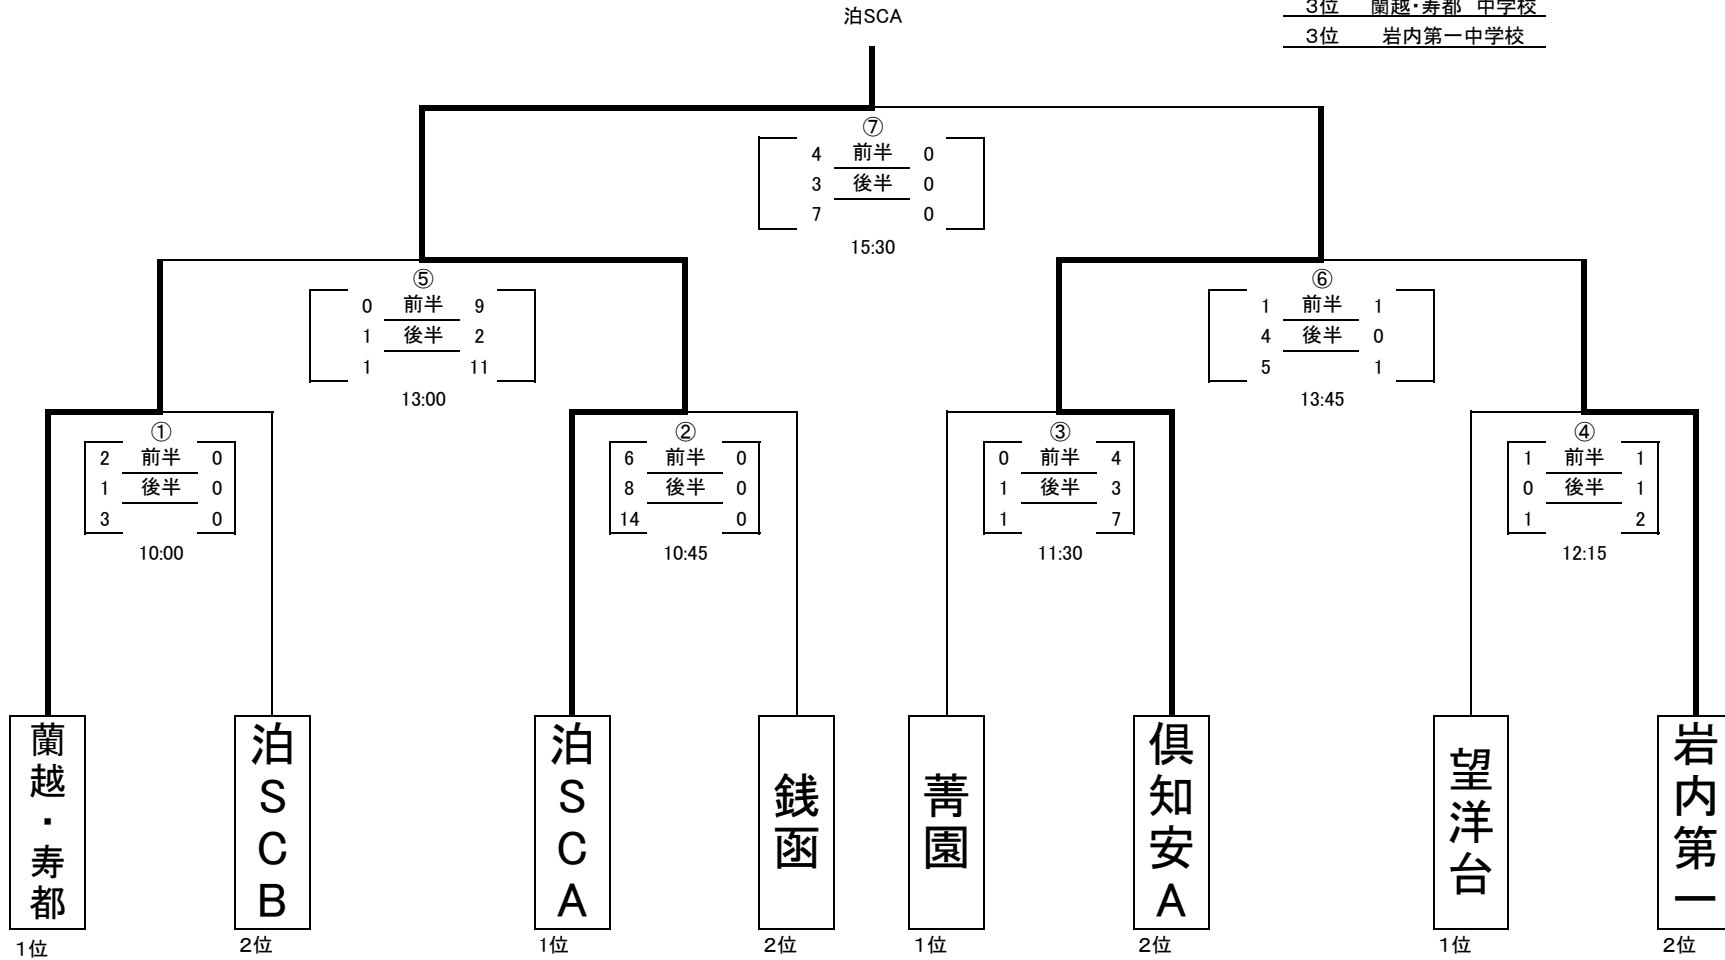 3位 蘭越・寿都 中学校
泊SCA
3位 岩内第一中学校
⑦
4 前半 0
3 後半 0
7 0
15:30
⑤
0 前半 9
1 後半 2
1 11
13:00
⑥
1 前半 1
4 後半 0
5 1
13:45
①
2 前半 0
1 後半 0
3 0
10:00
②
6 前半 0
8 後半 0
14 0
10:45
③
0 前半 4
1 後半 3
1 7
11:30
④
1 前半 1
0 後半 1
1 2
12:15
蘭越・寿都
泊SCB
泊SCA
銭函
菁園
倶知安A
望洋台
岩内第一
1位
2位
1位
2位
1位
2位
1位
2位